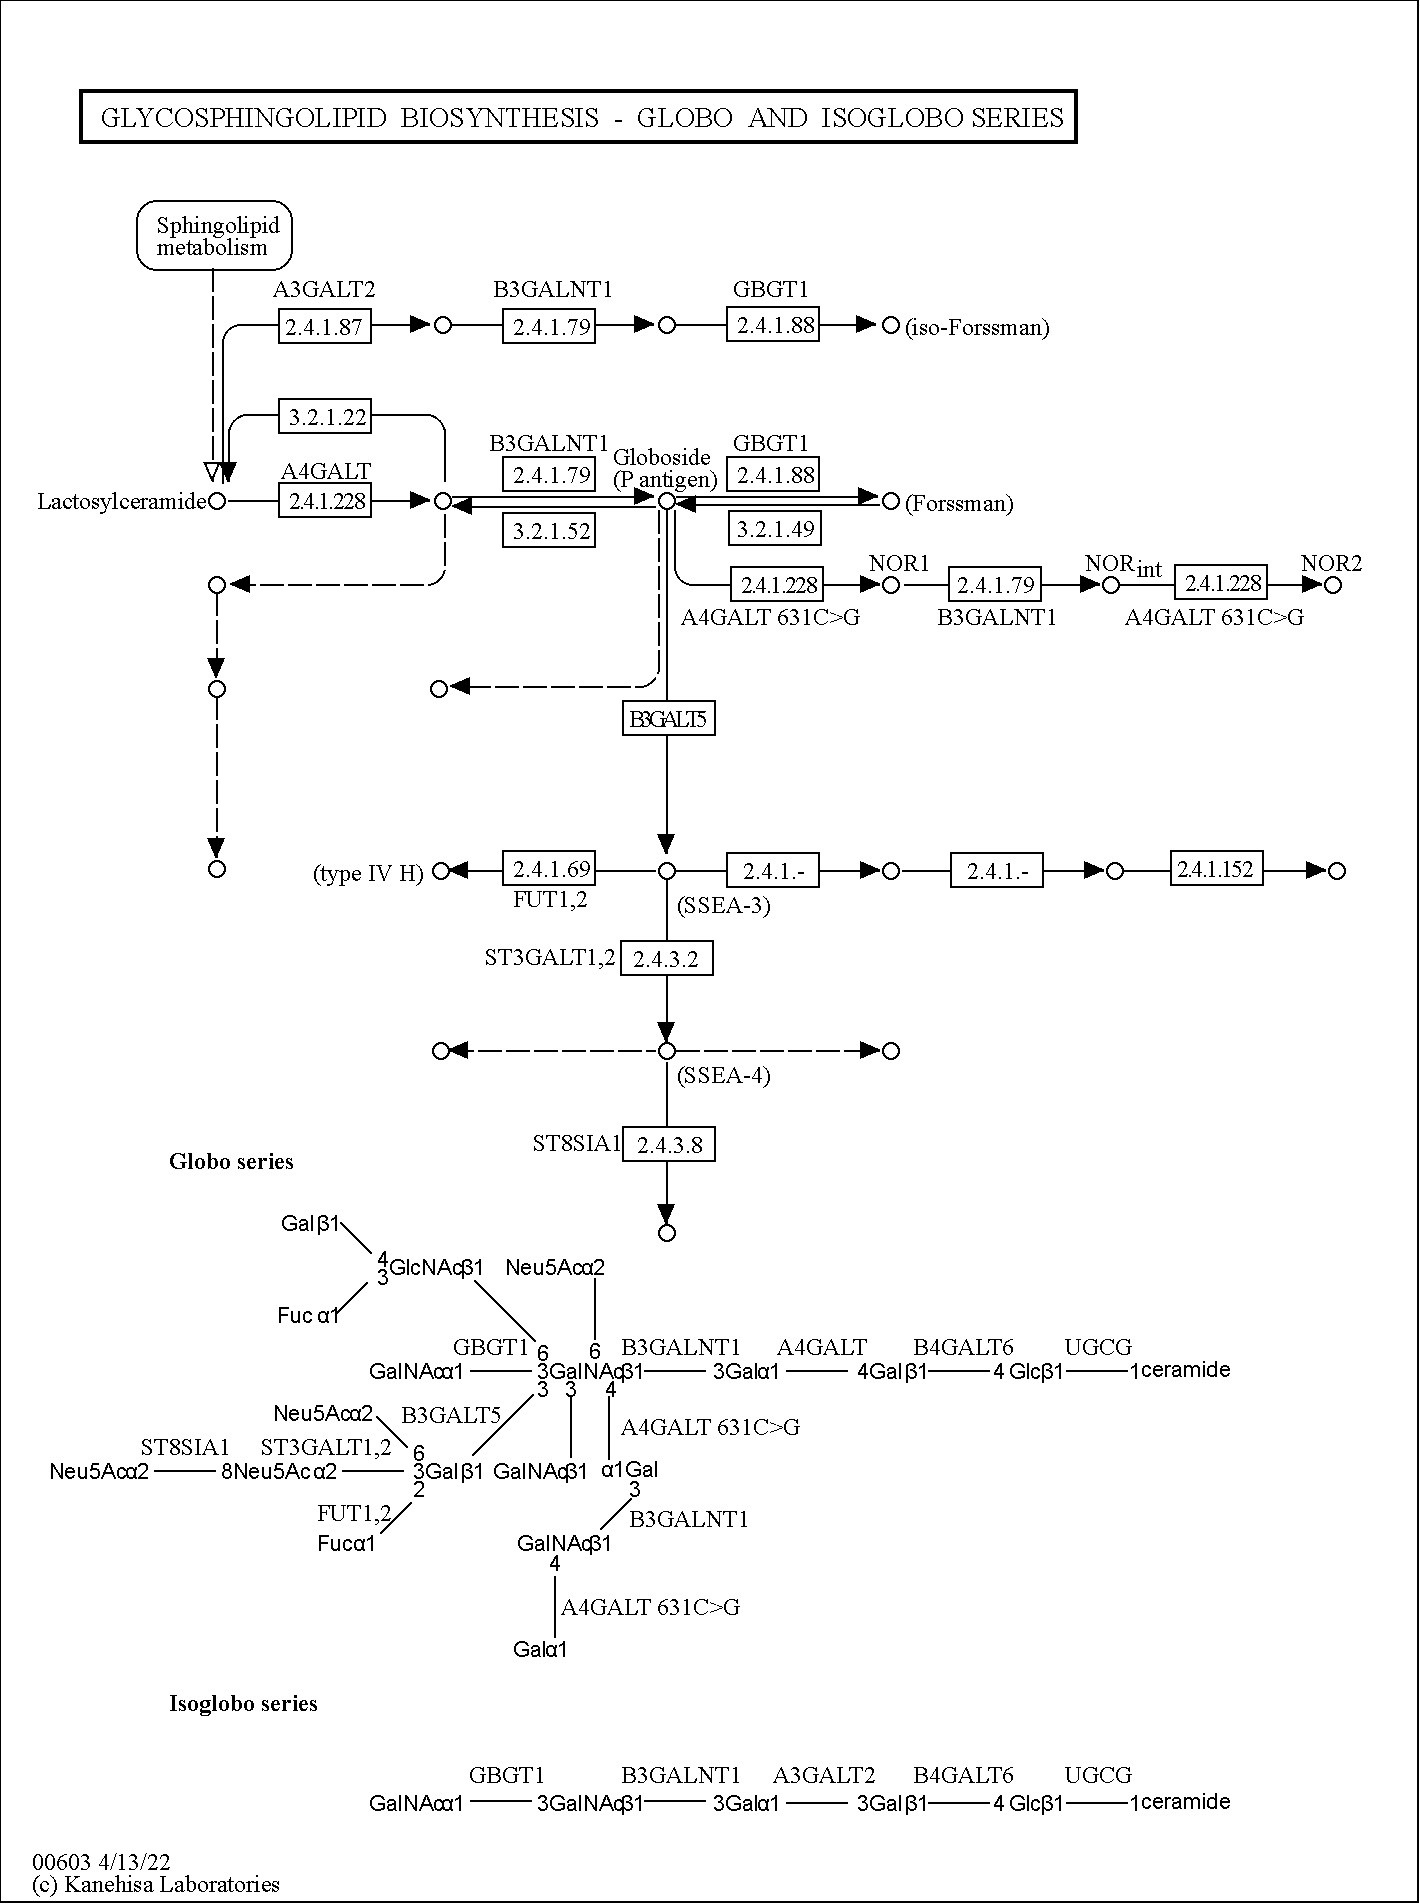 GLYCOSPHINGOLIPID BIOSYNTHESIS - GLOBO AND ISOGLOBO SERIES
Sphingolipid
metabolism
A3GALT2
B3GALNT1
GBGT1
2.4.1.87
2.4.1.79
2.4.1.88
(iso-Forssman)
3.2.1.22
B3GALNT1
Globoside
(P antigen)
GBGT1
A4GALT
2.4.1.79
2.4.1.88
Lactosylceramide
2.4.1.228
(Forssman)
3.2.1.52
3.2.1.49
NOR1
NORint
NOR2
2.4.1.228
2.4.1.79
2.4.1.228
A4GALT 631C>G
B3GALNT1
A4GALT 631C>G
B3GALT5
(type IV H)
2.4.1.69
2.4.1.-
2.4.1.-
2.4.1.152
FUT1,2
(SSEA-3)
ST3GALT1,2
2.4.3.2
(SSEA-4)
ST8SIA1
2.4.3.8
Globo series
Galβ1
4
3
GlcNAcβ1
Neu5Acα2
Fucα1
GBGT1
6
6
B3GALNT1
A4GALT
B4GALT6
UGCG
GalNAcα1
3GalNAcβ1
3Galα1
4Galβ1
4 Glcβ1
1ceramide
3
3
4
Neu5Acα2
B3GALT5
A4GALT 631C>G
ST8SIA1
ST3GALT1,2
6
Neu5Acα2
8Neu5Acα2
3Galβ1
GalNAcβ1
α1Gal
2
3
FUT1,2
B3GALNT1
Fucα1
GalNAcβ1
4
A4GALT 631C>G
Galα1
Isoglobo series
GBGT1
B3GALNT1
A3GALT2
B4GALT6
UGCG
GalNAcα1
3GalNAcβ1
3Galα1
3Galβ1
4 Glcβ1
1ceramide
00603 4/13/22
(c) Kanehisa Laboratories